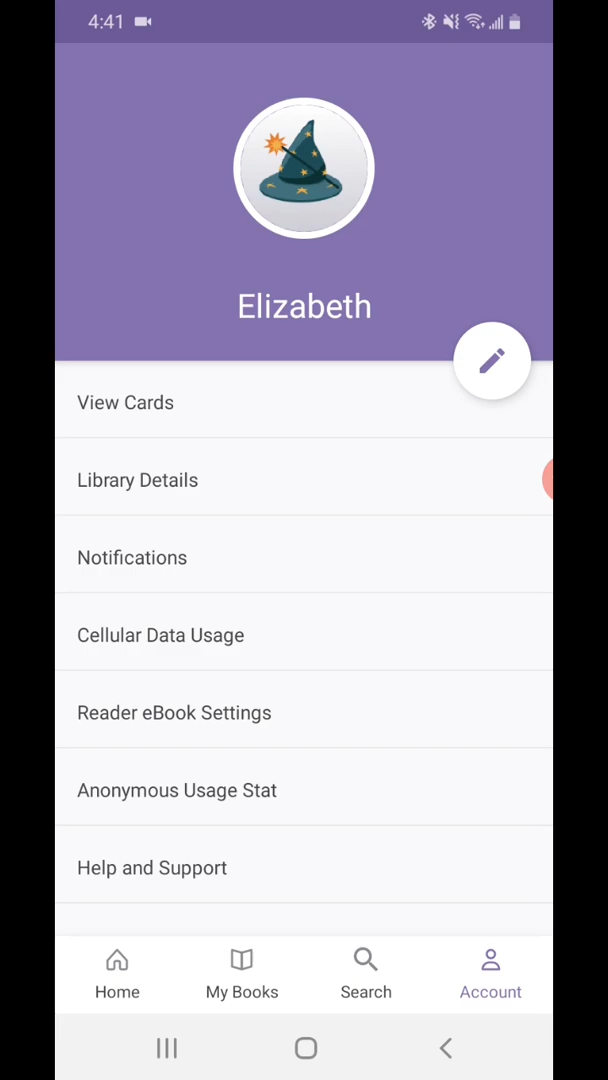 4:41
Elizabeth
View Cards
Library Details
Notifications
Cellular Data Usage
Reader eBook Settings
Anonymous Usage Stat
Help and Support
Home My Books Search Account